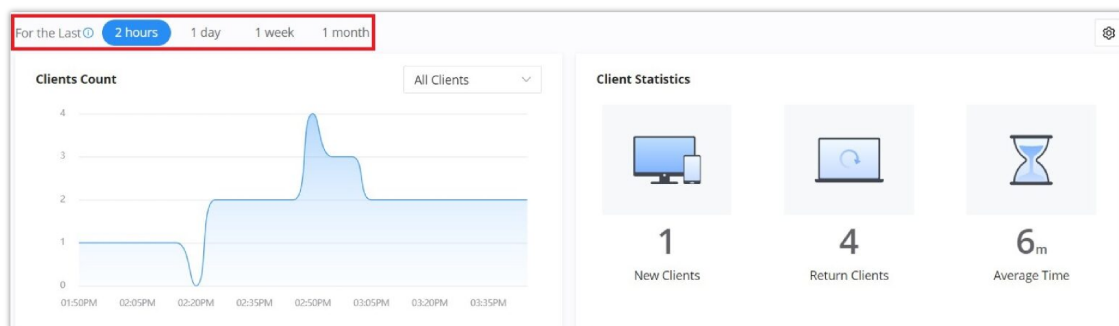 For the Last 2 hours 1 day 1 week 1 month
Clients Count
All Clients
4
3
2
1
0
01:50PM 02:05PM 02:20PM 02:35PM 02:50PM 03:05PM 03:20PM 03:35PM
Client Statistics
1
New Clients
4
Return Clients
6m
Average Time